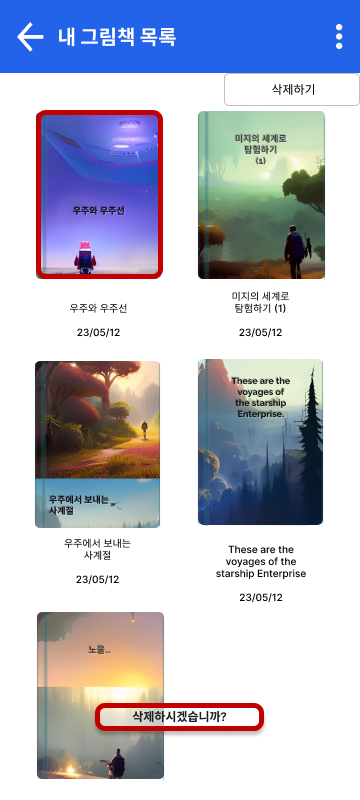 내 그림책 목록
삭제하기
우주와 우주선
우주와 우주선
23/05/12
미지의 세계로
탐험하기
(1)
미지의 세계로
탐험하기 (1)
23/05/12
우주에서 보내는
사계절
우주에서 보내는
사계절
23/05/12
These are the
voyages of
the starship
Enterprise.
These are the
voyages of the
starship Enterprise
23/05/12
노을...
삭제하시겠습니까?